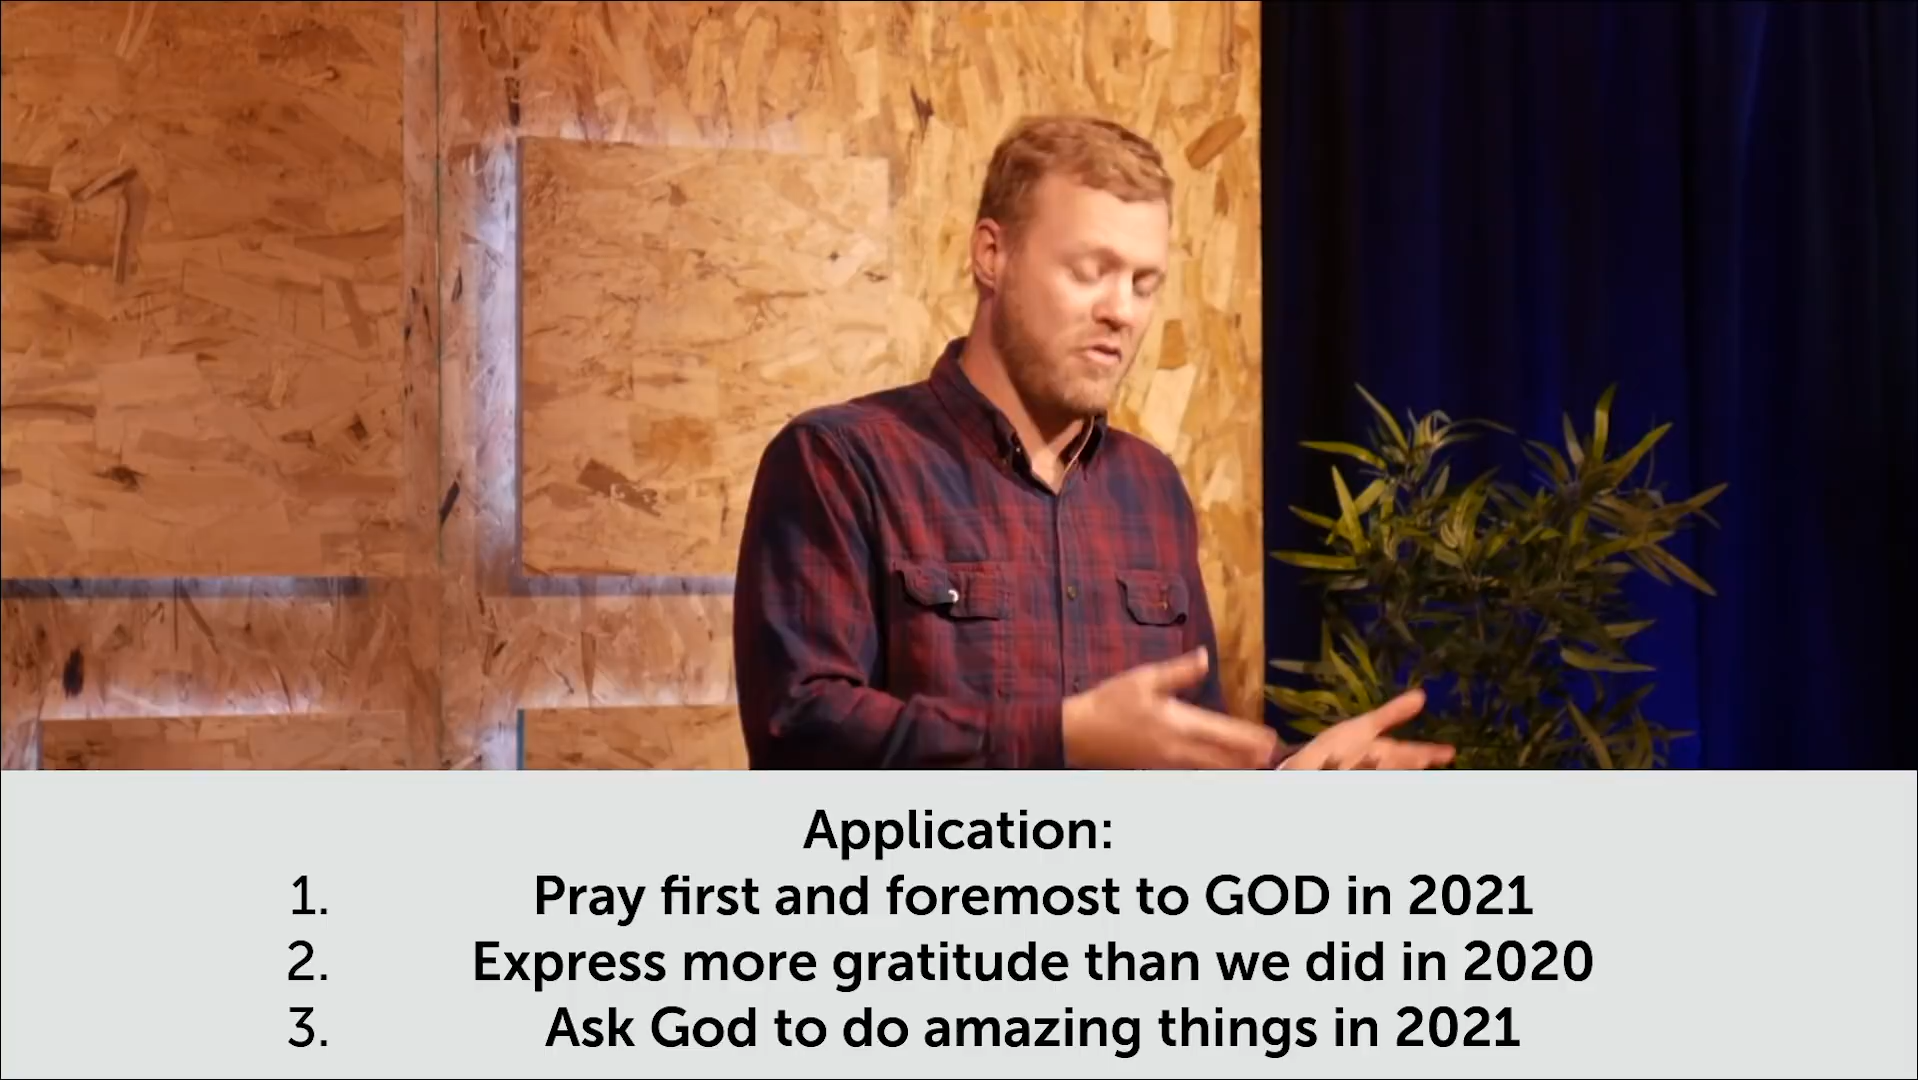 Application:
1. Pray first and foremost to GOD in 2021
2. Express more gratitude than we did in 2020
3. Ask God to do amazing things in 2021